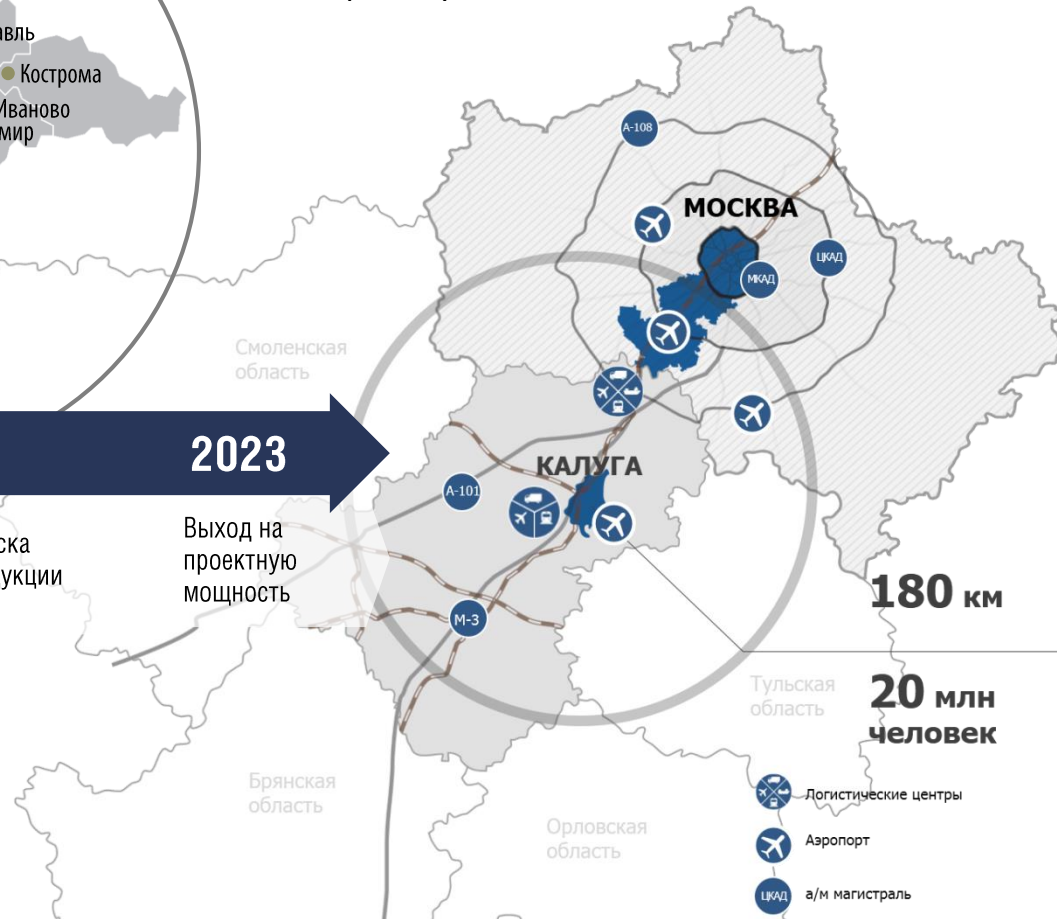 Кострома
Иваново
А-108
МОСКВА
ЦКАД
МКАД
Смоленская
область
2023
КАЛУГА
А-101
Выход на
проектную
мощность
М-3
180 км
20 млн
человек
Тульская
область
Брянская
область
Орловская
область
Логистические центры
Аэропорт
ЦКАД
а/м магистраль